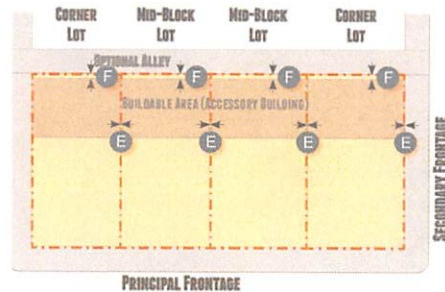 CORNER LOT
MID-BLOCK LOT
MID-BLOCK LOT
CORNER LOT
OPTIONAL ALLEY
F F F F
BUILDABLE AREA (ACCESSORY BUILDING)
E E E E
SECONDARY FRONTAGE
PRINCIPAL FRONTAGE